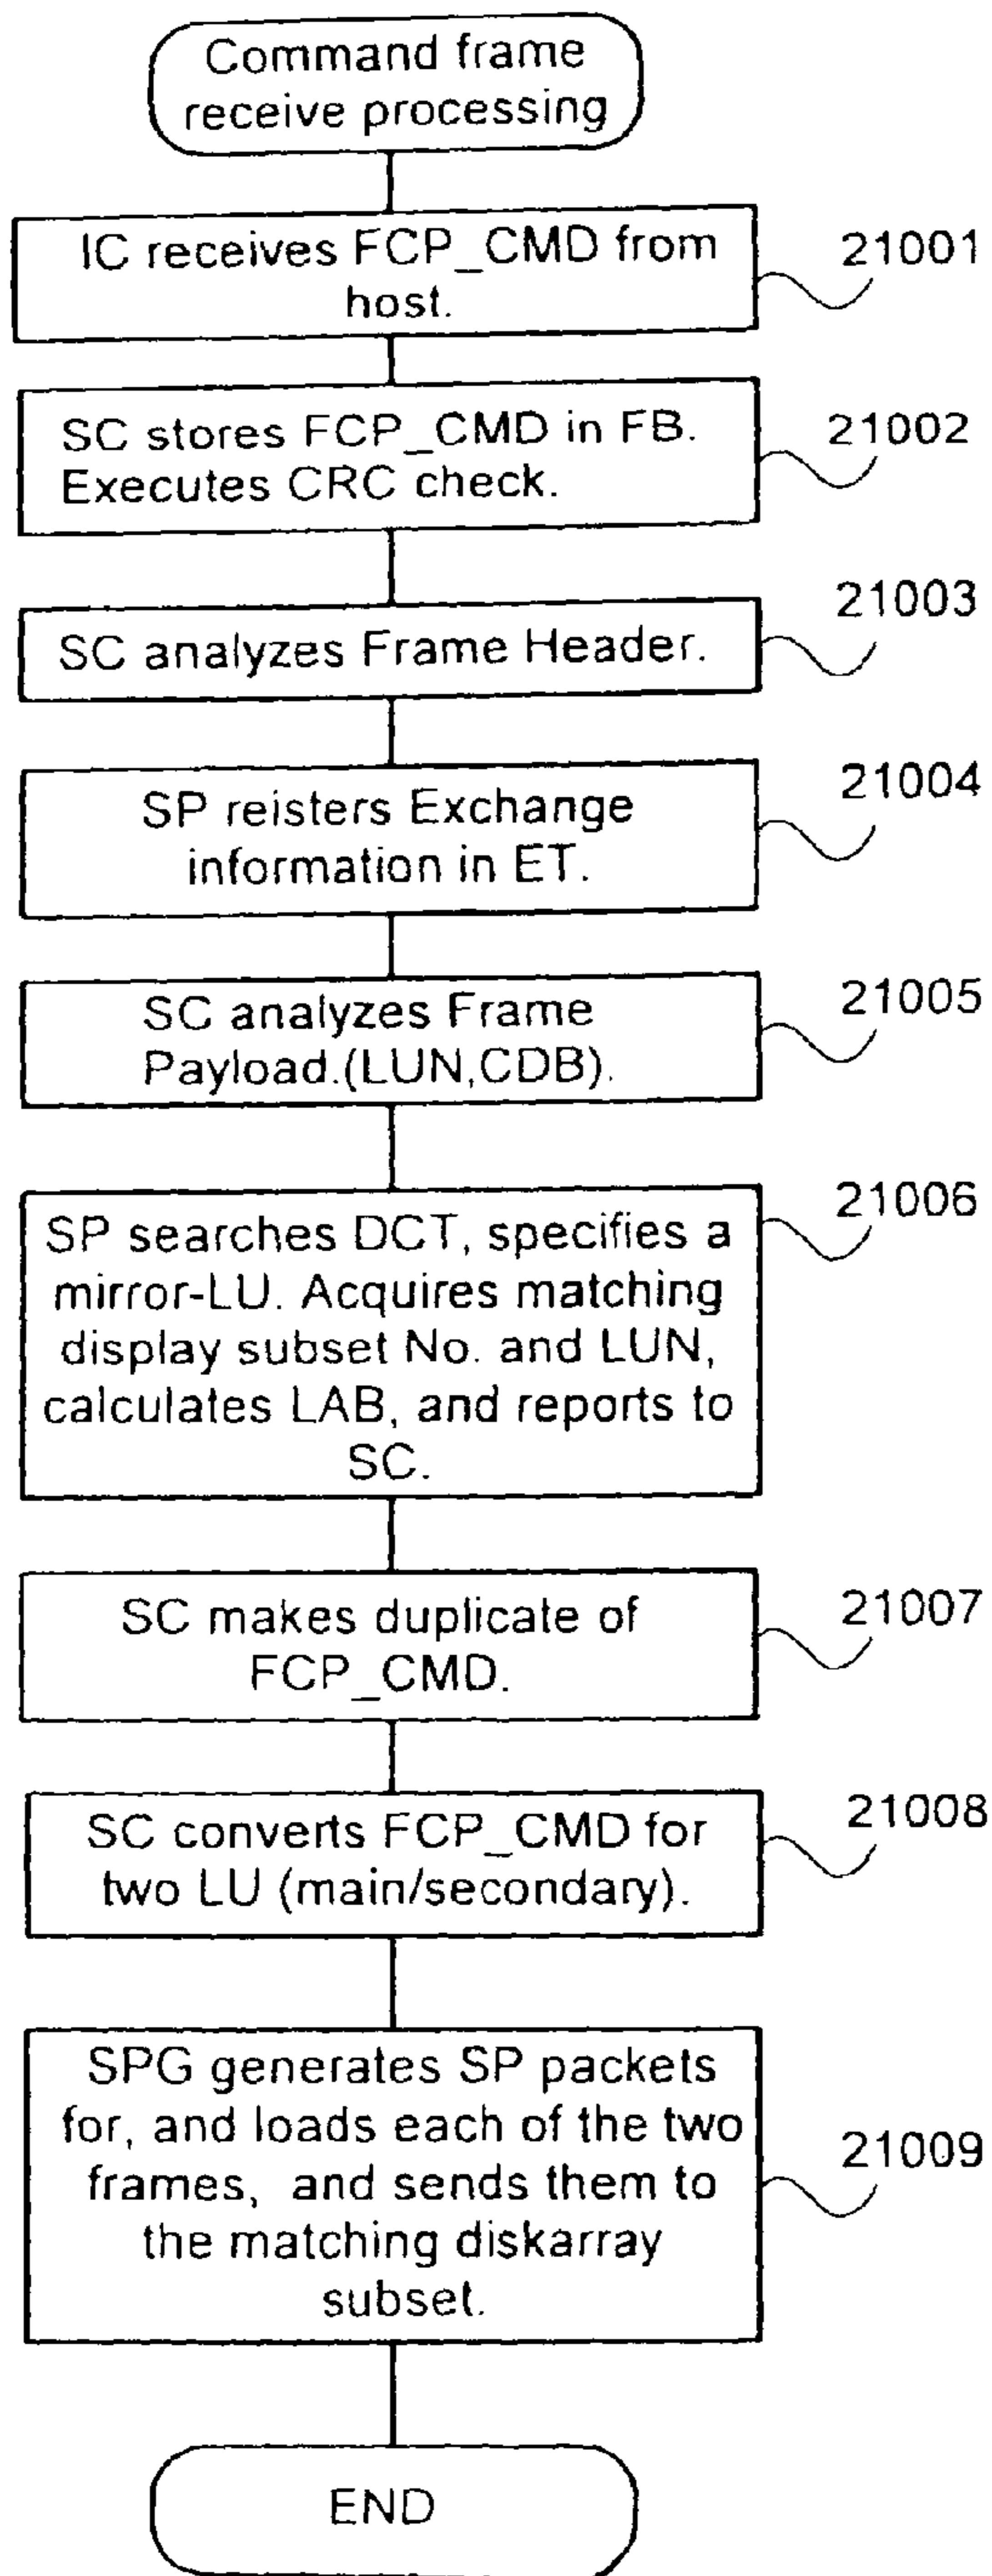 Command frame
receive processing
IC receives FCP_CMD from
host.
21001
SC stores FCP_CMD in FB.
Executes CRC check.
21002
SC analyzes Frame Header.
21003
SP reisters Exchange
information in ET.
21004
SC analyzes Frame
Payload.(LUN,CDB).
21005
SP searches DCT, specifies a
mirror-LU. Acquires matching
display subset No. and LUN,
calculates LAB, and reports to
SC.
21006
SC makes duplicate of
FCP_CMD.
21007
SC converts FCP_CMD for
two LU (main/secondary).
21008
SPG generates SP packets
for, and loads each of the two
frames, and sends them to
the matching diskarray
subset.
21009
END